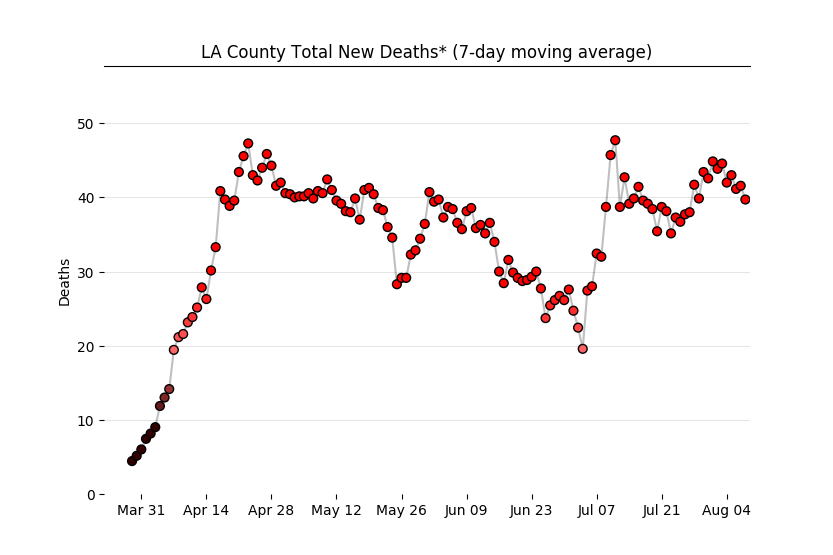 LA County Total New Deaths* (7-day moving average)
50
40
30
20
10
0
Deaths
Mar 31 Apr 14 Apr 28 May 12 May 26 Jun 09 Jun 23 Jul 07 Jul 21 Aug 04